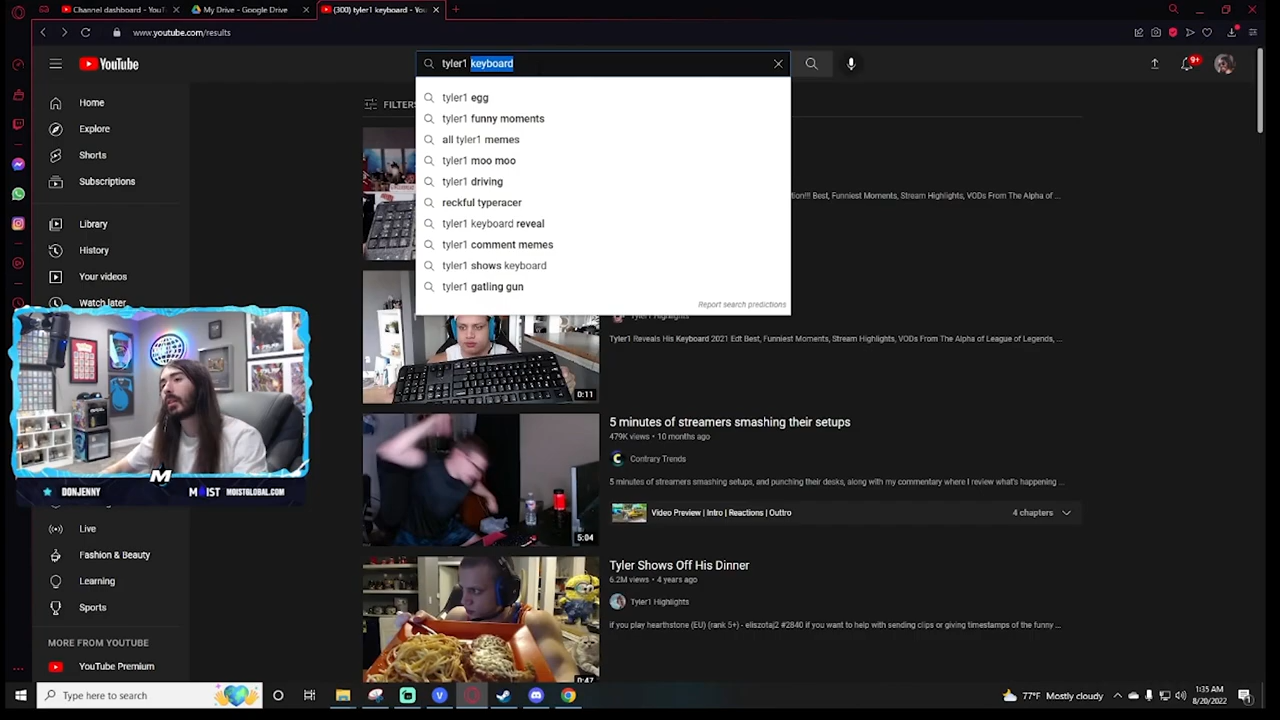 Channel dashboard - YouT
My Drive - Google Drive
(300) tyler1 keyboard - You
www.youtube.com/results
YouTube
tyler1 keyboard
9+
FILTERS
tyler1 egg
tyler1 funny moments
all tyler1 memes
tyler1 moo moo
tyler1 driving
reckful typeracer
tyler1 keyboard reveal
tyler1 comment memes
tyler1 shows keyboard
tyler1 gatling gun
Report search predictions
Home
Explore
Shorts
Subscriptions
Library
History
Your videos
Watch later
Live
Fashion & Beauty
Learning
Sports
MORE FROM YOUTUBE
YouTube Premium
tion!!! Best, Funniest Moments, Stream Highlights, VODs From The Alpha of ...
Tyler1 Highlights
Tyler1 Reveals His Keyboard 2021 Edt Best, Funniest Moments, Stream Highlights, VODs From The Alpha of League of Legends, ...
0:11
5 minutes of streamers smashing their setups
479K views • 10 months ago
Contrary Trends
5 minutes of streamers smashing setups, and punching their desks, along with my commentary where I review what's happening ...
Video Preview | Intro | Reactions | Outtro
4 chapters
5:04
Tyler Shows Off His Dinner
6.2M views • 4 years ago
Tyler1 Highlights
if you play hearthstone (EU) (rank 5+) - eliszotaj2 #2840 if you want to help with sending clips or giving timestamps of the funny ...
0:47
M
DONJENNY
MOIST
MOISTGLOBAL.COM
Type here to search
77°F Mostly cloudy
1:35 AM
8/20/2022